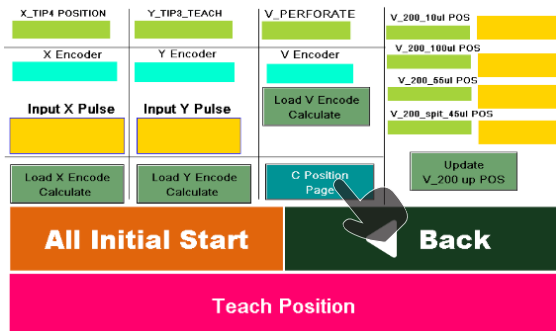 X_TIP4 POSITION
Y_TIP3_TEACH
V_PERFORATE
V_200_10ul POS
X Encoder
Y Encoder
V Encoder
V_200_100ul POS
V_200_55ul POS
Input X Pulse
Input Y Pulse
Load V Encode
Calculate
V_200_spit_45ul POS
Load X Encode
Calculate
Load Y Encode
Calculate
C Position
Page
Update
V_200 up POS
All Initial Start
Back
Teach Position